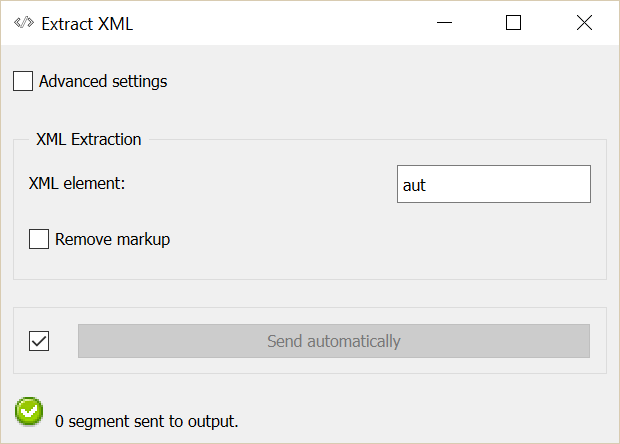 Extract XML
Advanced settings
XML Extraction
XML element:
aut
Remove markup
Send automatically
0 segment sent to output.